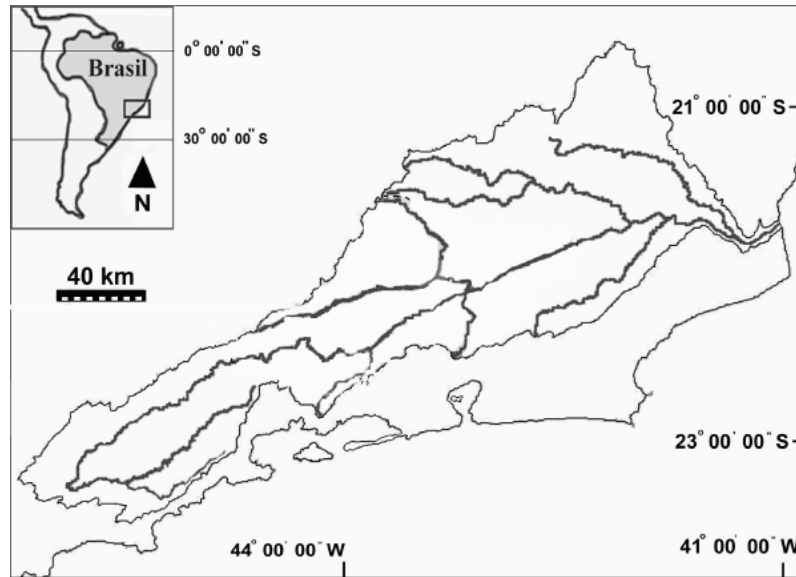 0° 00' 00" S
Brasil
30° 00' 00" S
N
40 km
21° 00' 00" S
23° 00' 00" S
44° 00' 00" W
41° 00' 00" W